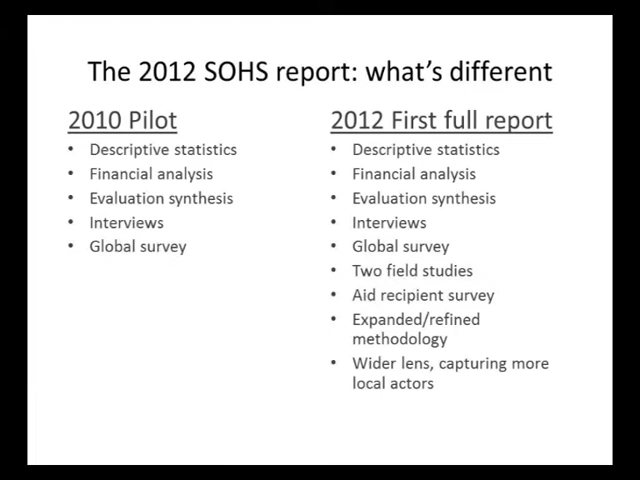 The 2012 SOHS report: what's different
2010 Pilot
• Descriptive statistics
• Financial analysis
• Evaluation synthesis
• Interviews
• Global survey
2012 First full report
• Descriptive statistics
• Financial analysis
• Evaluation synthesis
• Interviews
• Global survey
• Two field studies
• Aid recipient survey
• Expanded/refined
methodology
• Wider lens, capturing more
local actors